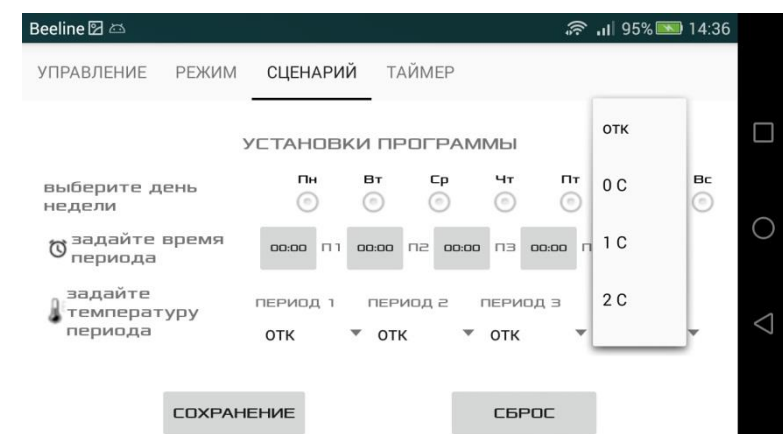 Beeline 95% 14:36
УПРАВЛЕНИЕ РЕЖИМ СЦЕНАРИЙ ТАЙМЕР
УСТАНОВКИ ПРОГРАММЫ
выберите день недели
Пн Вт Ср Чт Пт Вс
задайте время периода
00:00 П1 00:00 П2 00:00 П3 00:00
задайте температуру периода
ПЕРИОД 1 ПЕРИОД 2 ПЕРИОД 3
ОТК ОТК ОТК
ОТК
0 C
1 C
2 C
СОХРАНЕНИЕ СБРОС